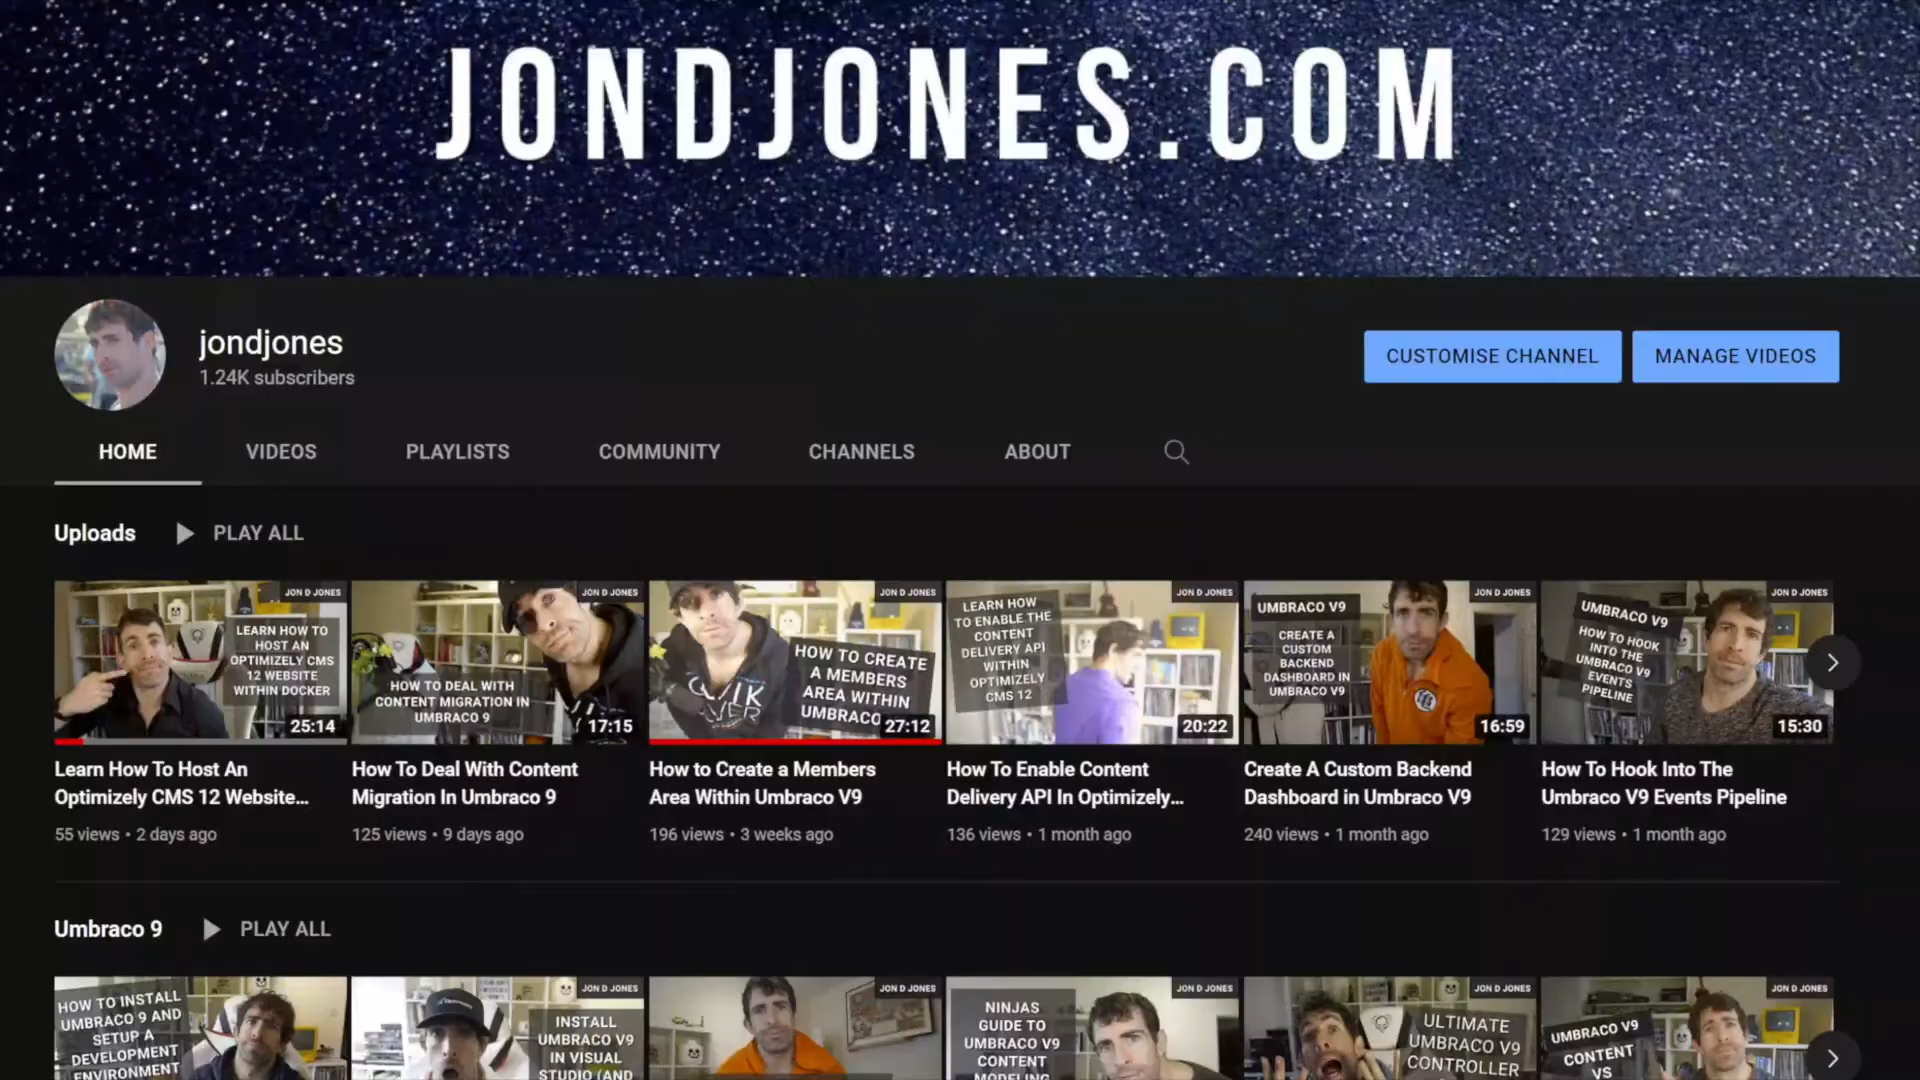 JONDJONES.COM
jondjones
1.24K subscribers
CUSTOMISE CHANNEL
MANAGE VIDEOS
HOME
VIDEOS
PLAYLISTS
COMMUNITY
CHANNELS
ABOUT
Uploads
PLAY ALL
JON D JONES
LEARN HOW TO
HOST AN
OPTIMIZELY CMS
12 WEBSITE
WITHIN DOCKER
25:14
Learn How To Host An
Optimizely CMS 12 Website...
55 views • 2 days ago
JON D JONES
HOW TO DEAL WITH
CONTENT MIGRATION IN
UMBRACO 9
17:15
How To Deal With Content
Migration In Umbraco 9
125 views • 9 days ago
JON D JONES
HOW TO CREATE
A MEMBERS
AREA WITHIN
UMBRACO
27:12
How to Create a Members
Area Within Umbraco V9
196 views • 3 weeks ago
JON D JONES
LEARN HOW
TO ENABLE THE
CONTENT
DELIVERY API
WITHIN
OPTIMIZELY
CMS 12
20:22
How To Enable Content
Delivery API In Optimizely...
136 views • 1 month ago
JON D JONES
UMBRACO V9
CREATE A
CUSTOM
BACKEND
DASHBOARD IN
UMBRACO V9
16:59
Create A Custom Backend
Dashboard in Umbraco V9
240 views • 1 month ago
JON D JONES
UMBRACO V9
HOW TO HOOK
INTO THE
UMBRACO V9
EVENTS
PIPELINE
15:30
How To Hook Into The
Umbraco V9 Events Pipeline
129 views • 1 month ago
Umbraco 9
PLAY ALL
HOW TO INSTALL
UMBRACO 9 AND
SETUP A
DEVELOPMENT
ENVIRONMENT
JON D JONES
INSTALL
UMBRACO V9
IN VISUAL
STUDIO (AND
JON D JONES
JON D JONES
NINJAS
GUIDE TO
UMBRACO V9
CONTENT
MODELING
JON D JONES
ULTIMATE
UMBRACO V9
CONTROLLER
JON D JONES
UMBRACO V9
CONTENT
VS